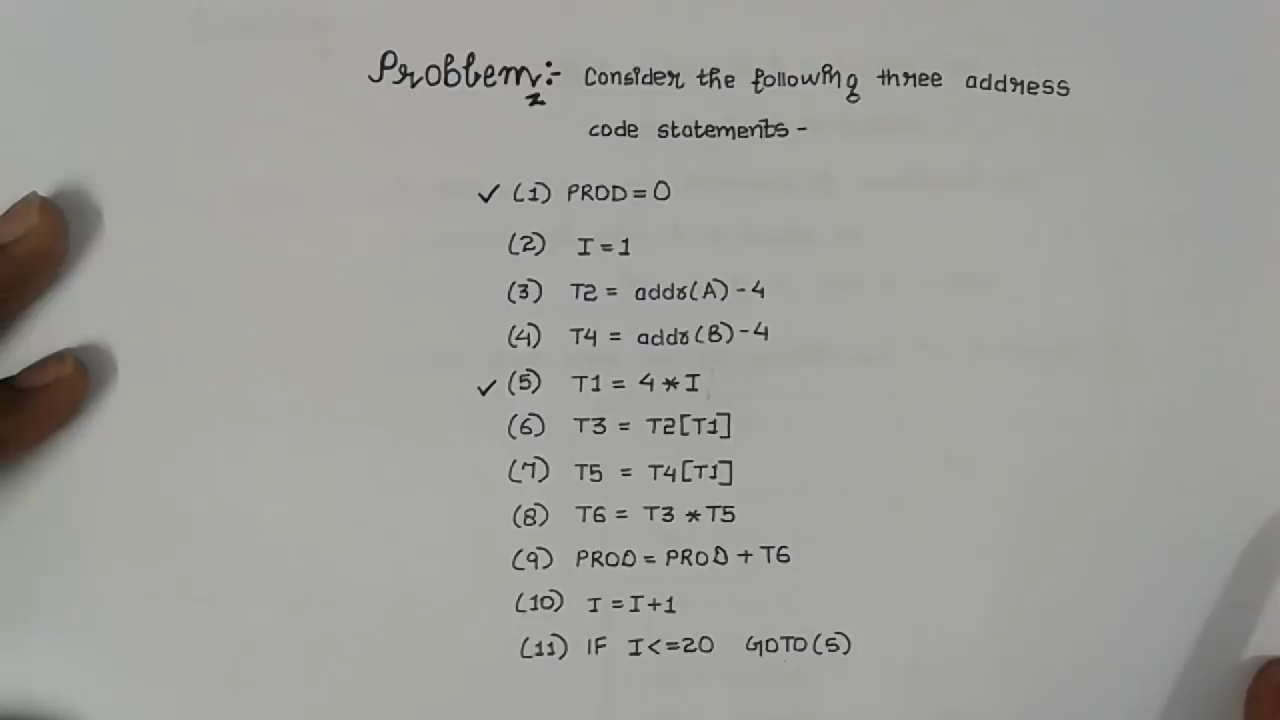 Problem:- Consider the following three address
code statements -
✓ (1) PROD = 0
(2) I = 1
(3) T2 = addr(A) - 4
(4) T4 = addr(B) - 4
✓ (5) T1 = 4 * I
(6) T3 = T2[T1]
(7) T5 = T4[T1]
(8) T6 = T3 * T5
(9) PROD = PROD + T6
(10) I = I+1
(11) IF I <= 20 GOTO (5)